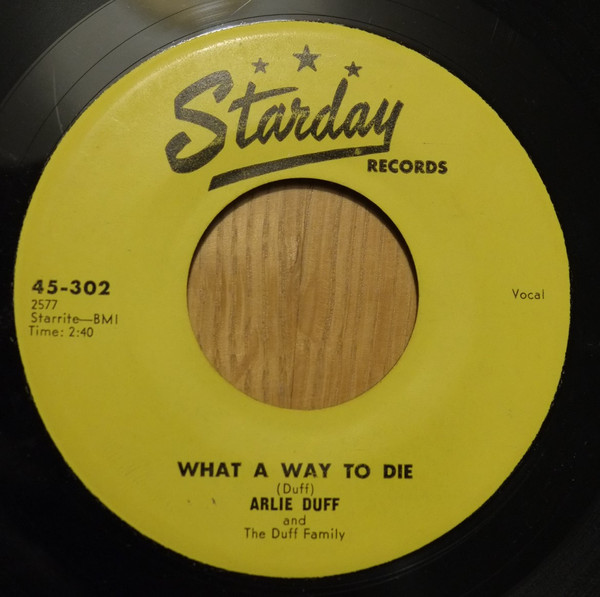 Starday
RECORDS
45-302
2577
Starrite—BMI
Time: 2:40
Vocal
WHAT A WAY TO DIE
(Duff)
ARLIE DUFF
and
The Duff Family